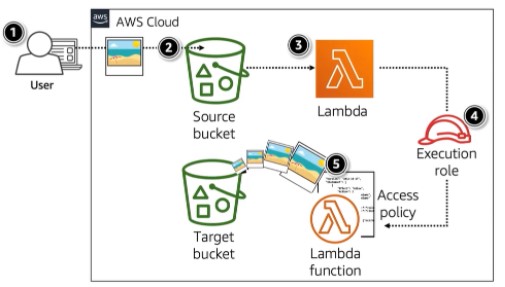 aws
AWS Cloud
1
2
3
User
Source
bucket
Lambda
4
Execution
role
5
Target
bucket
Access
policy
Lambda
function